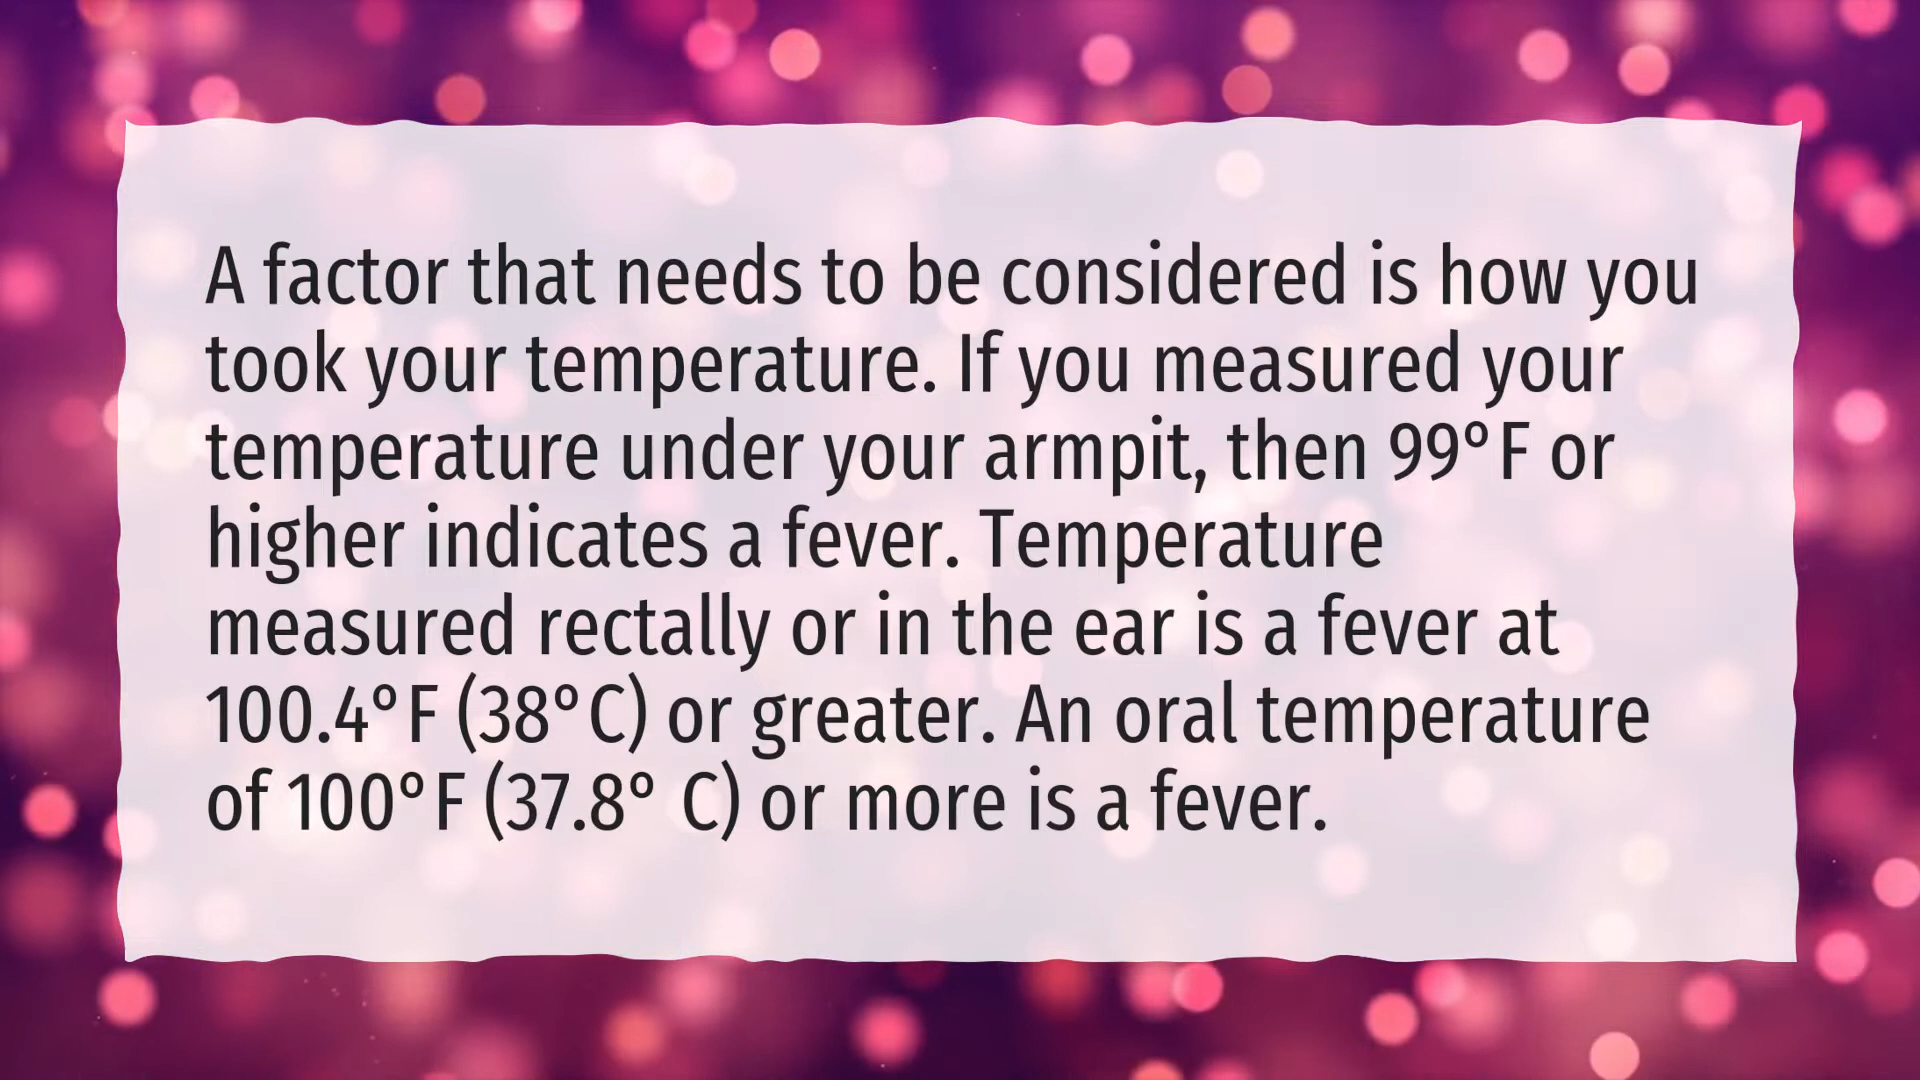 A factor that needs to be considered is how you
took your temperature. If you measured your
temperature under your armpit, then 99°F or
higher indicates a fever. Temperature
measured rectally or in the ear is a fever at
100.4°F (38°C) or greater. An oral temperature
of 100°F (37.8° C) or more is a fever.